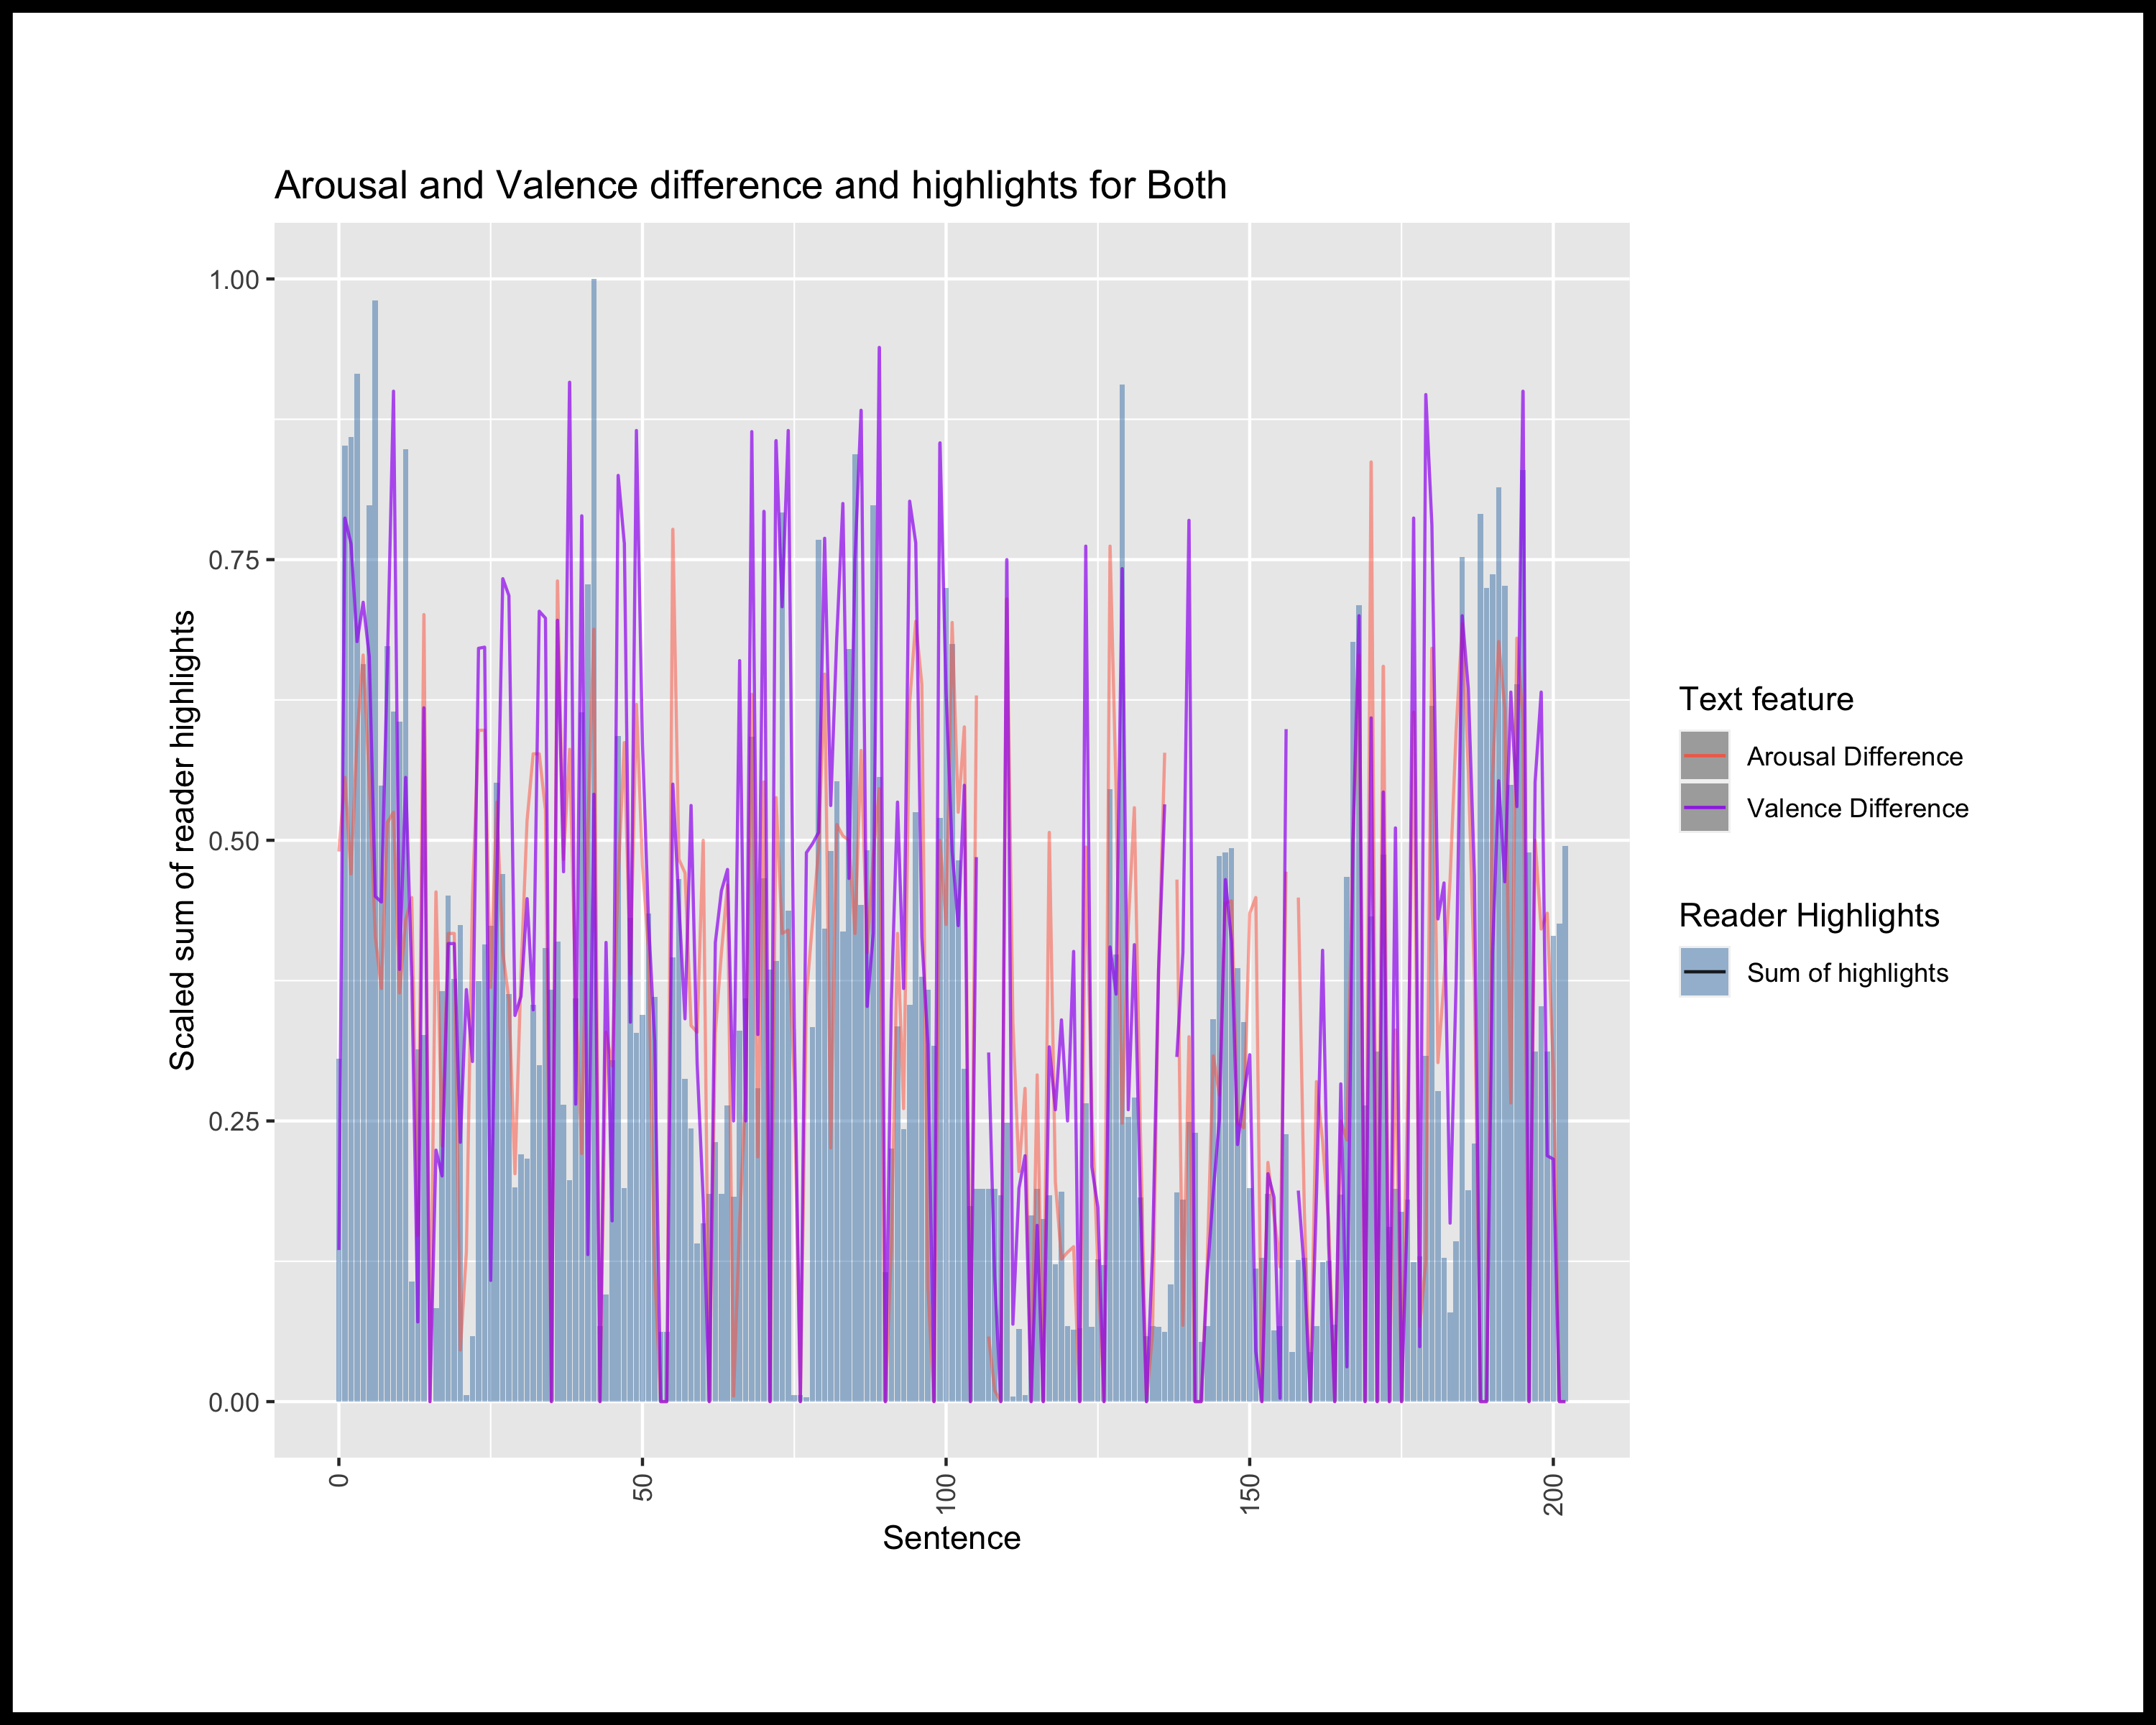 Arousal and Valence difference and highlights for Both
Scaled sum of reader highlights
1.00
0.75
0.50
0.25
0.00
0
50
100
150
200
Sentence
Text feature
Arousal Difference
Valence Difference
Reader Highlights
Sum of highlights